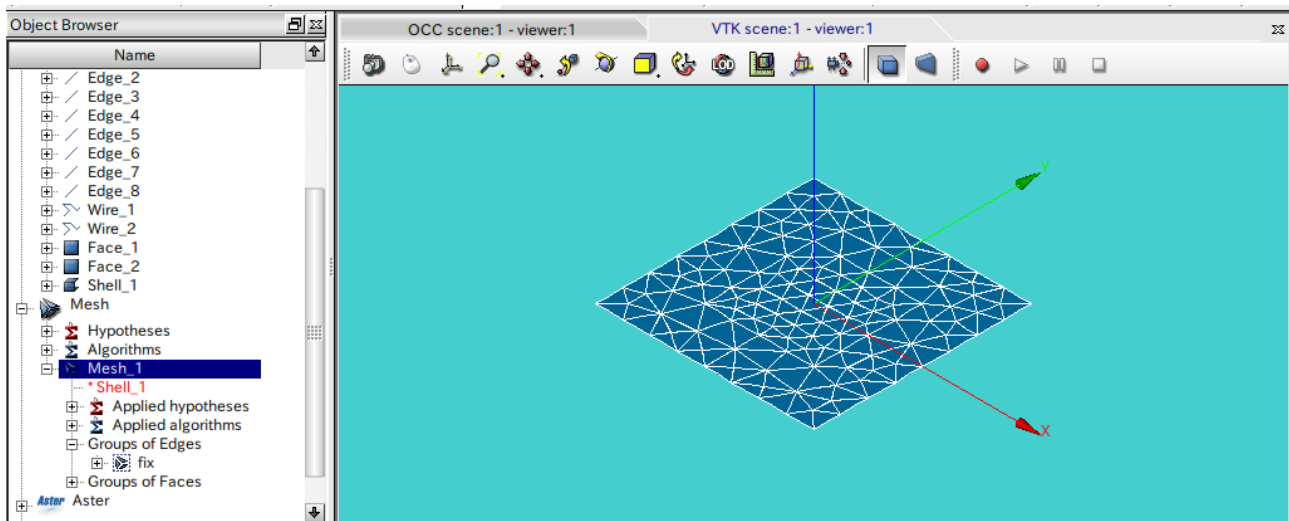 Object Browser
Name
Edge_2
Edge_3
Edge_4
Edge_5
Edge_6
Edge_7
Edge_8
Wire_1
Wire_2
Face_1
Face_2
Shell_1
Mesh
Hypotheses
Algorithms
Mesh_1
* Shell_1
Applied hypotheses
Applied algorithms
Groups of Edges
fix
Groups of Faces
Aster Aster
OCC scene:1 - viewer:1
VTK scene:1 - viewer:1
LOD
Y
X